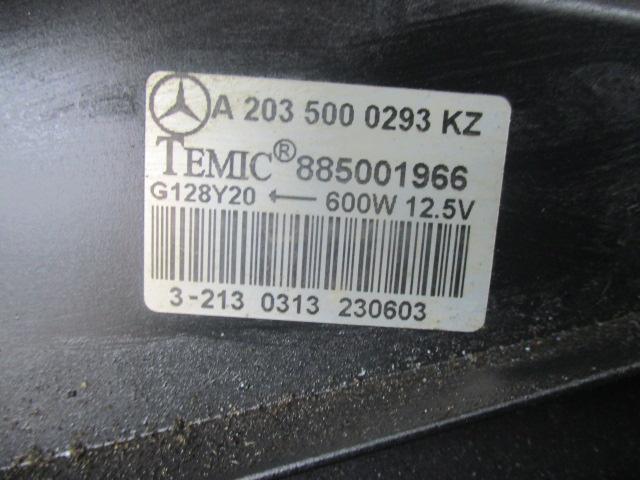 A 203 500 0293 KZ
TEMIC® 885001966
G128Y20 ← 600W 12.5V
3-213 0313 230603